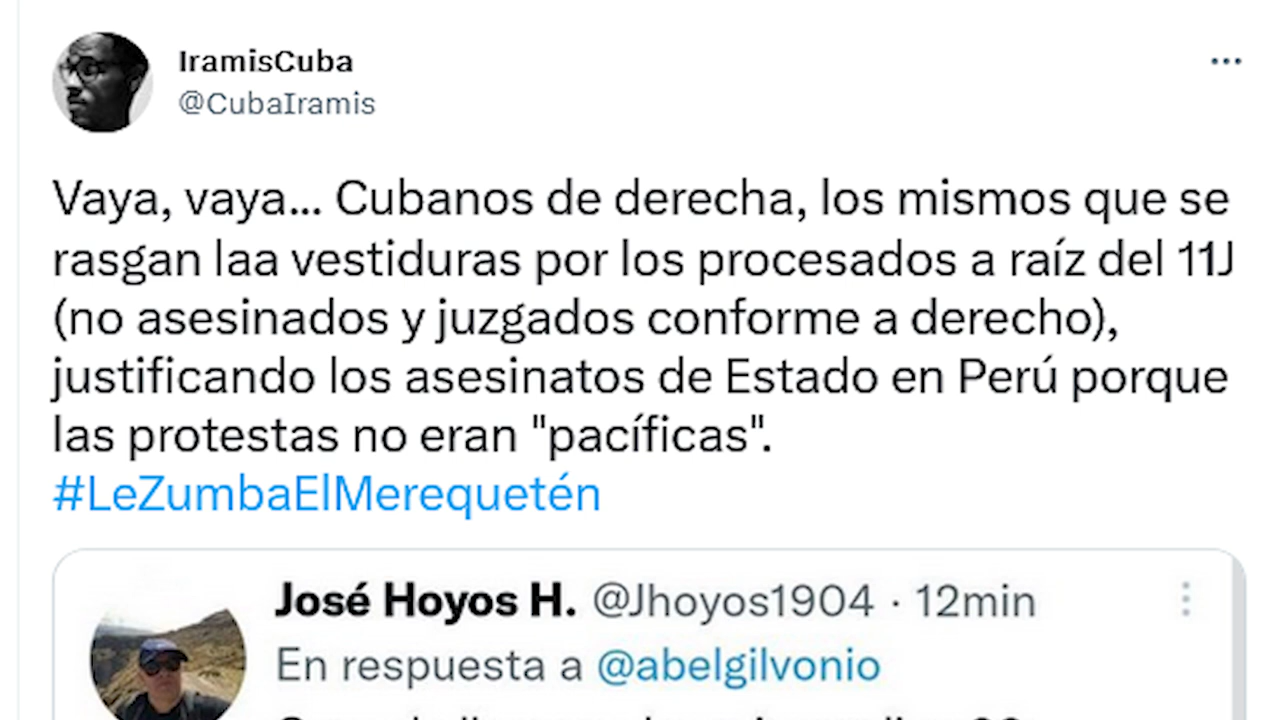 IramisCuba
@CubaIramis
Vaya, vaya... Cubanos de derecha, los mismos que se
rasgan laa vestiduras por los procesados a raíz del 11J
(no asesinados y juzgados conforme a derecho),
justificando los asesinatos de Estado en Perú porque
las protestas no eran "pacíficas".
#LeZumbaElMerequetén
José Hoyos H. @Jhoyos1904 · 12min
En respuesta a @abelgilvonio